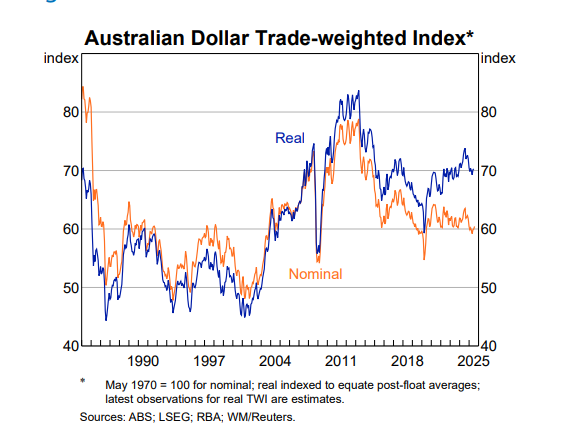 Australian Dollar Trade-weighted Index*
index index
80 80
Real
70 70
60 60
Nominal
50 50
40 40
1990 1997 2004 2011 2018 2025
* May 1970 = 100 for nominal; real indexed to equate post-float averages;
latest observations for real TWI are estimates.
Sources: ABS; LSEG; RBA; WM/Reuters.